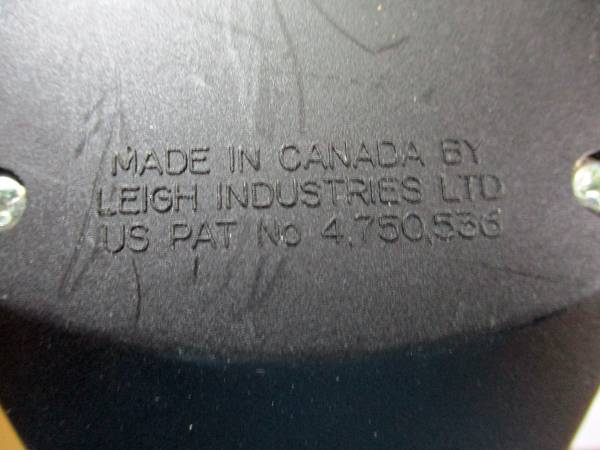 MADE IN CANADA BY
LEIGH INDUSTRIES LTD
US PAT No 4,750,536